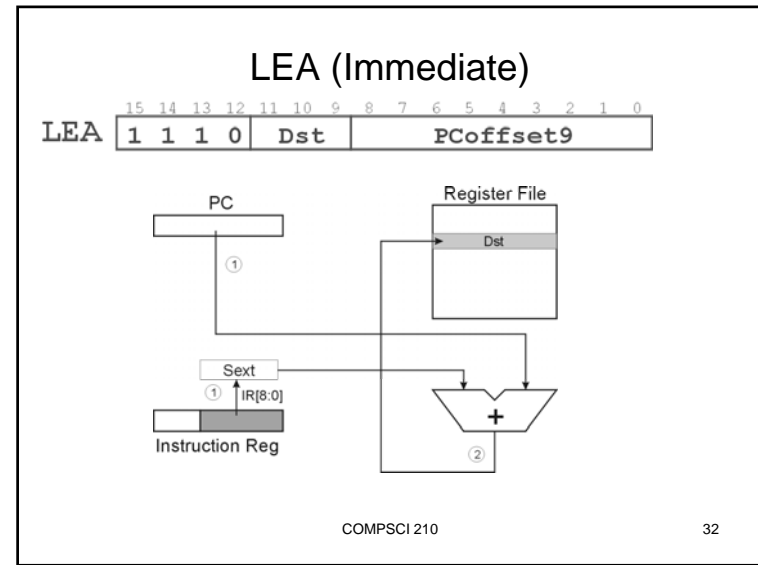 LEA (Immediate)
15 14 13 12 11 10 9 8 7 6 5 4 3 2 1 0
LEA 1 1 1 0 Dst PCoffset9
PC
Register File
Dst
1
Sext
1 IR[8:0]
+
Instruction Reg
2
COMPSCI 210 32